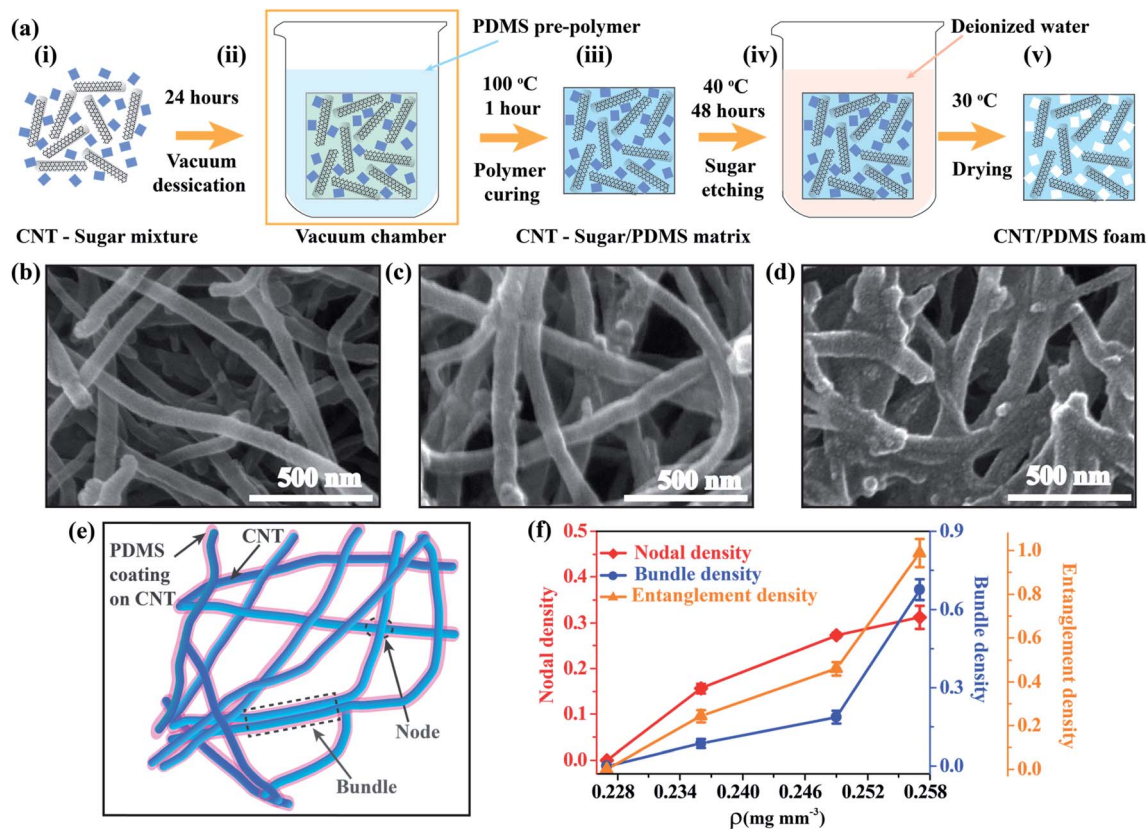 (a)
(i)
24 hours
Vacuum
dessication
(ii)
PDMS pre-polymer
100 °C
1 hour
Polymer
curing
(iii)
40 °C
48 hours
Sugar
etching
(iv)
Deionized water
30 °C
Drying
(v)
CNT - Sugar mixture
Vacuum chamber
CNT - Sugar/PDMS matrix
CNT/PDMS foam
(b)
500 nm
(c)
500 nm
(d)
500 nm
(e)
PDMS
coating
on CNT
CNT
Node
Bundle
(f)
Nodal density
Bundle density
Entanglement density
Nodal density
0.5
0.4
0.3
0.2
0.1
0.0
0.228 0.234 0.240 0.246 0.252 0.258
ρ(mg mm⁻³)
0.9
0.6
0.3
0.0
Bundle density
1.0
0.8
0.6
0.4
0.2
0.0
Entanglement density